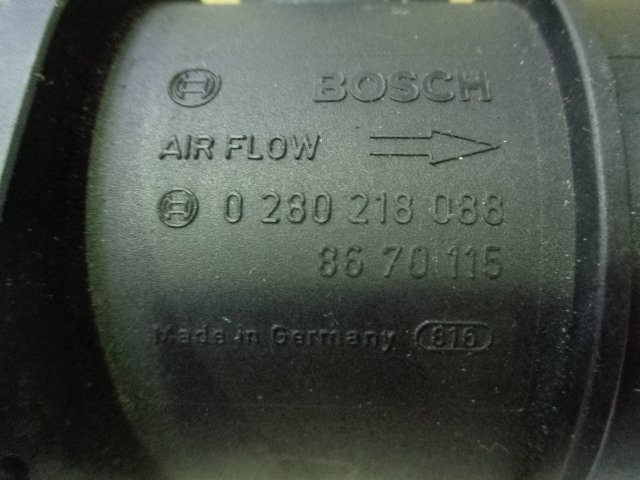 BOSCH
AIR FLOW
0 280 218 088
86 70 115
Made in Germany 816